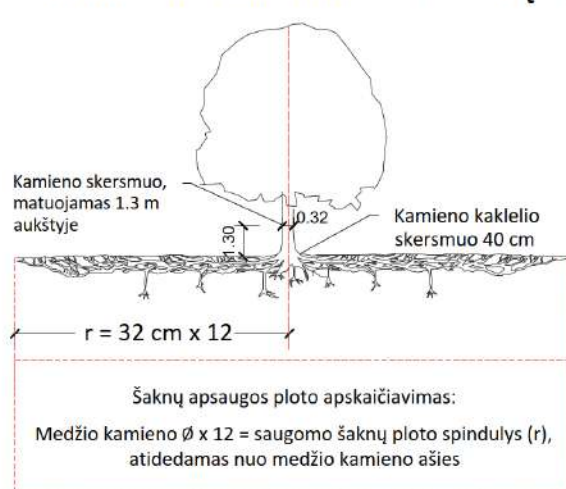 Kamieno skersmuo,
matuojamas 1.3 m
aukštyje
0.32
1.30
Kamieno kaklelio
skersmuo 40 cm
r = 32 cm x 12
Šaknų apsaugos ploto apskaičiavimas:
Medžio kamieno Ø x 12 = saugomo šaknų ploto spindulys (r),
atidedamas nuo medžio kamieno ašies